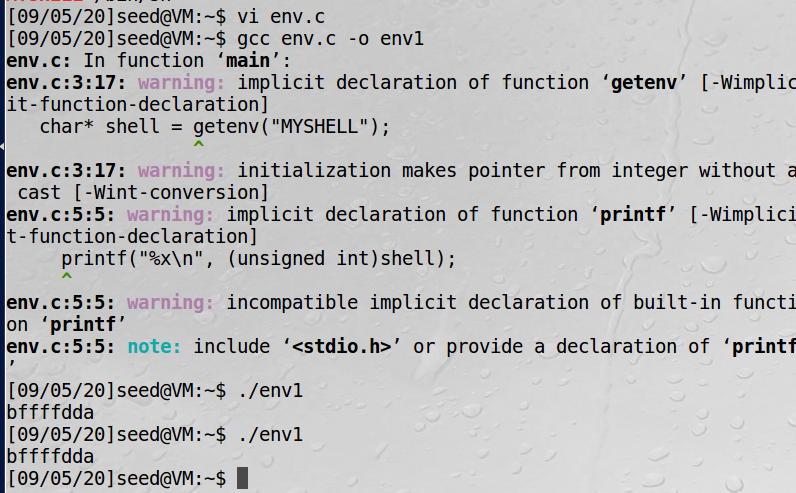 [09/05/20]seed@VM:~$ vi env.c
[09/05/20]seed@VM:~$ gcc env.c -o env1
env.c: In function ‘main’:
env.c:3:17: warning: implicit declaration of function ‘getenv’ [-Wimplic
it-function-declaration]
   char* shell = getenv("MYSHELL");
                 ^
env.c:3:17: warning: initialization makes pointer from integer without a
 cast [-Wint-conversion]
env.c:5:5: warning: implicit declaration of function ‘printf’ [-Wimplici
t-function-declaration]
     printf("%x\n", (unsigned int)shell);
     ^
env.c:5:5: warning: incompatible implicit declaration of built-in functi
on ‘printf’
env.c:5:5: note: include ‘<stdio.h>’ or provide a declaration of ‘printf
’
[09/05/20]seed@VM:~$ ./env1
bffffdda
[09/05/20]seed@VM:~$ ./env1
bffffdda
[09/05/20]seed@VM:~$